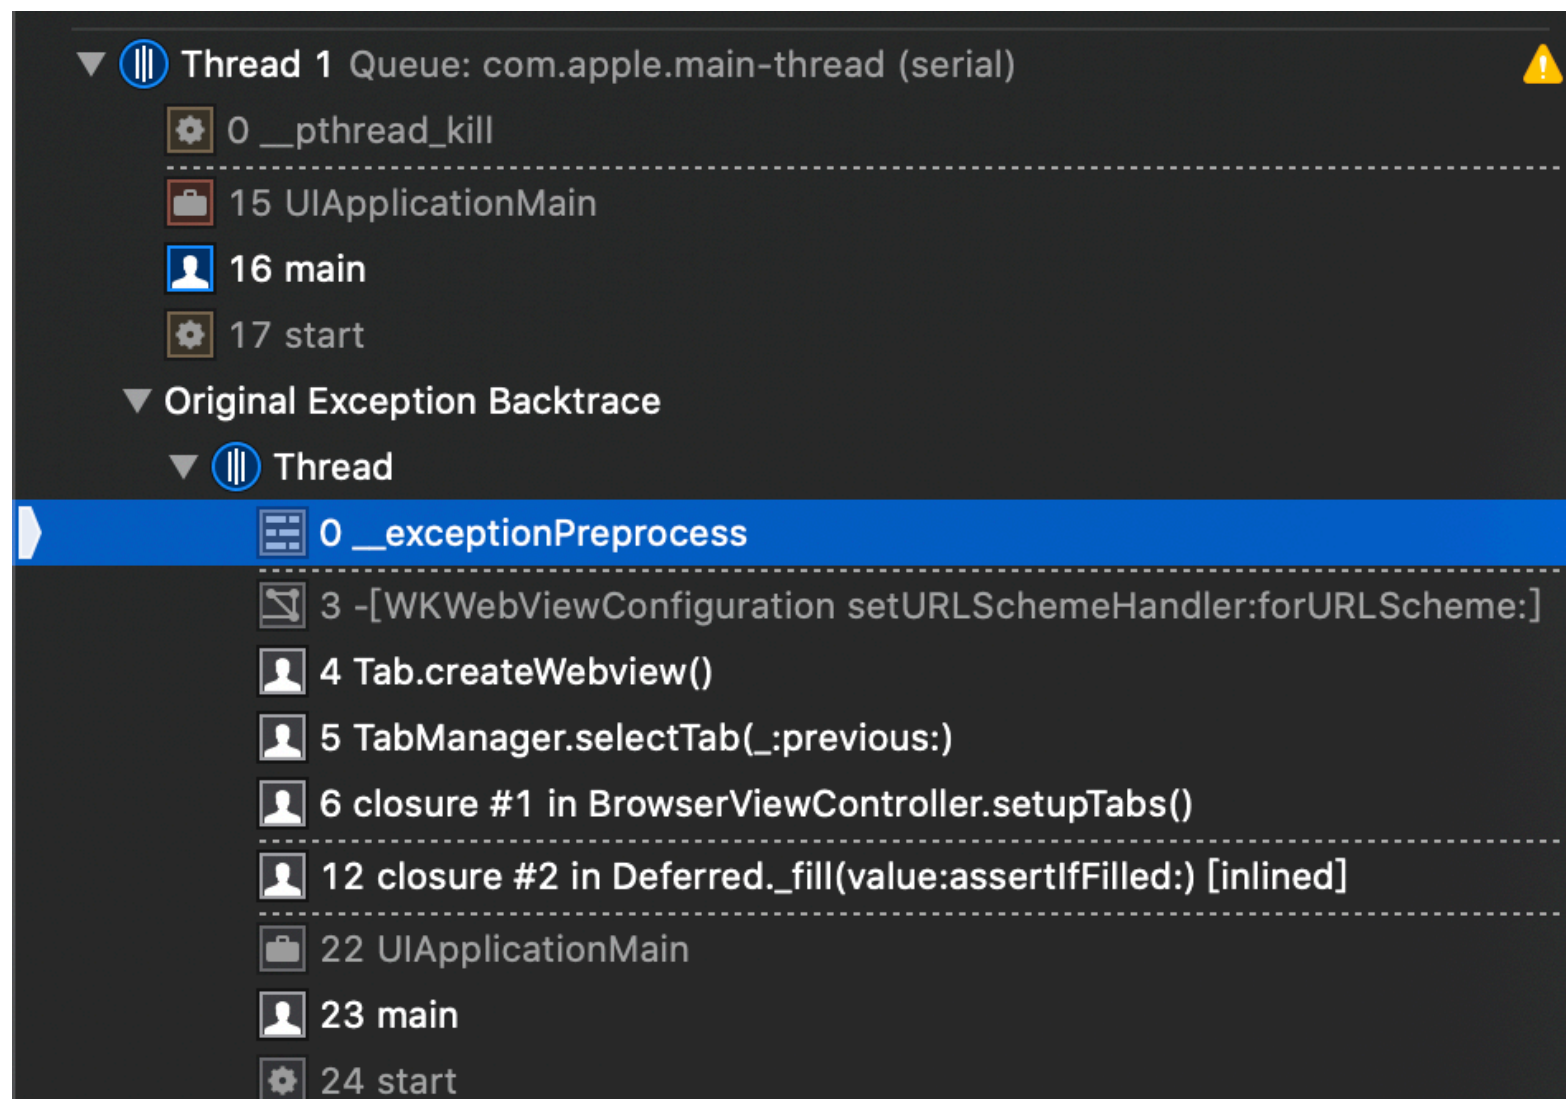 Thread 1 Queue: com.apple.main-thread (serial)
0 __pthread_kill
15 UIApplicationMain
16 main
17 start
Original Exception Backtrace
Thread
0 __exceptionPreprocess
3 -[WKWebViewConfiguration setURLSchemeHandler:forURLScheme:]
4 Tab.createWebview()
5 TabManager.selectTab(_:previous:)
6 closure #1 in BrowserViewController.setupTabs()
12 closure #2 in Deferred._fill(value:assertIfFilled:) [inlined]
22 UIApplicationMain
23 main
24 start